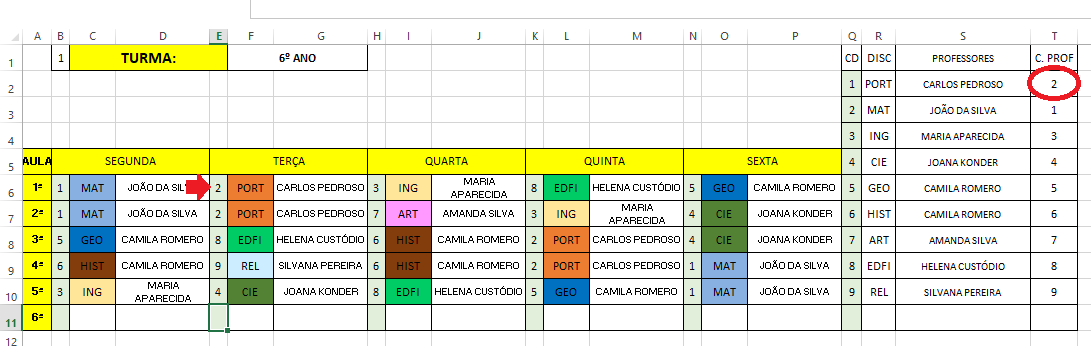 A B C D E F G H I J K L M N O P Q R S T
1 1 TURMA: 6º ANO CD DISC PROFESSORES C. PROF
2 1 PORT CARLOS PEDROSO 2
3 2 MAT JOÃO DA SILVA 1
4 3 ING MARIA APARECIDA 3
5 AULA SEGUNDA TERÇA QUARTA QUINTA SEXTA 4 CIE JOANA KONDER 4
6 1ª 1 MAT JOÃO DA 2 PORT CARLOS PEDROSO 3 ING MARIA APARECIDA 8 EDFI HELENA CUSTÓDIO 5 GEO CAMILA ROMERO 5 GEO CAMILA ROMERO 5
7 2ª 1 MAT JOÃO DA SILVA 2 PORT CARLOS PEDROSO 7 ART AMANDA SILVA 3 ING MARIA APARECIDA 4 CIE JOANA KONDER 6 HIST CAMILA ROMERO 6
8 3ª 5 GEO CAMILA ROMERO 8 EDFI HELENA CUSTÓDIO 6 HIST CAMILA ROMERO 2 PORT CARLOS PEDROSO 4 CIE JOANA KONDER 7 ART AMANDA SILVA 7
9 4ª 6 HIST CAMILA ROMERO 9 REL SILVANA PEREIRA 6 HIST CAMILA ROMERO 2 PORT CARLOS PEDROSO 1 MAT JOÃO DA SILVA 8 EDFI HELENA CUSTÓDIO 8
10 5ª 3 ING MARIA APARECIDA 4 CIE JOANA KONDER 8 EDFI HELENA CUSTÓDIO 5 GEO CAMILA ROMERO 1 MAT JOÃO DA SILVA 9 REL SILVANA PEREIRA 9
11 6ª
12